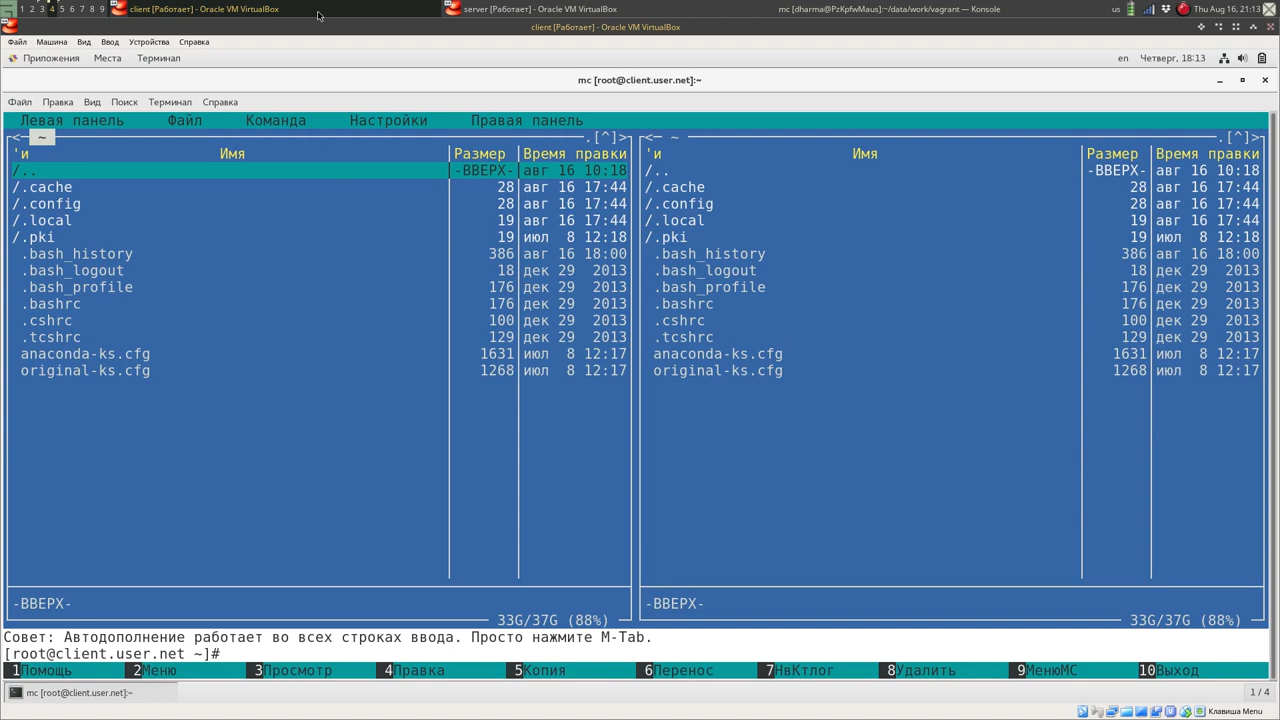 1 2 3 4 5 6 7 8 9 client [Работает] - Oracle VM VirtualBox server [Работает] - Oracle VM VirtualBox mc [dharma@PzKpfwMaus]:~/data/work/vagrant — Konsole us Thu Aug 16, 21:13
client [Работает] - Oracle VM VirtualBox
Файл Машина Вид Ввод Устройства Справка
Приложения Места Терминал en Четверг, 18:13
mc [root@client.user.net]:~
Файл Правка Вид Поиск Терминал Справка
Левая панель Файл Команда Настройки Правая панель
<─ ~ .[^]> <─ ~ .[^]>
'и Имя Размер Время правки 'и Имя Размер Время правки
/.. -ВВЕРХ- авг 16 10:18 /.. -ВВЕРХ- авг 16 10:18
/.cache 28 авг 16 17:44 /.cache 28 авг 16 17:44
/.config 28 авг 16 17:44 /.config 28 авг 16 17:44
/.local 19 авг 16 17:44 /.local 19 авг 16 17:44
/.pki 19 июл 8 12:18 /.pki 19 июл 8 12:18
.bash_history 386 авг 16 18:00 .bash_history 386 авг 16 18:00
.bash_logout 18 дек 29 2013 .bash_logout 18 дек 29 2013
.bash_profile 176 дек 29 2013 .bash_profile 176 дек 29 2013
.bashrc 176 дек 29 2013 .bashrc 176 дек 29 2013
.cshrc 100 дек 29 2013 .cshrc 100 дек 29 2013
.tcshrc 129 дек 29 2013 .tcshrc 129 дек 29 2013
anaconda-ks.cfg 1631 июл 8 12:17 anaconda-ks.cfg 1631 июл 8 12:17
original-ks.cfg 1268 июл 8 12:17 original-ks.cfg 1268 июл 8 12:17
-ВВЕРХ- -ВВЕРХ-
33G/37G (88%) 33G/37G (88%)
Совет: Автодополнение работает во всех строках ввода. Просто нажмите M-Tab.
[root@client.user.net ~]#
1Помощь 2Меню 3Просмотр 4Правка 5Копия 6Перенос 7НвКтлог 8Удалить 9МенюМС 10Выход
mc [root@client.user.net]:~ 1 / 4
Клавиша Menu